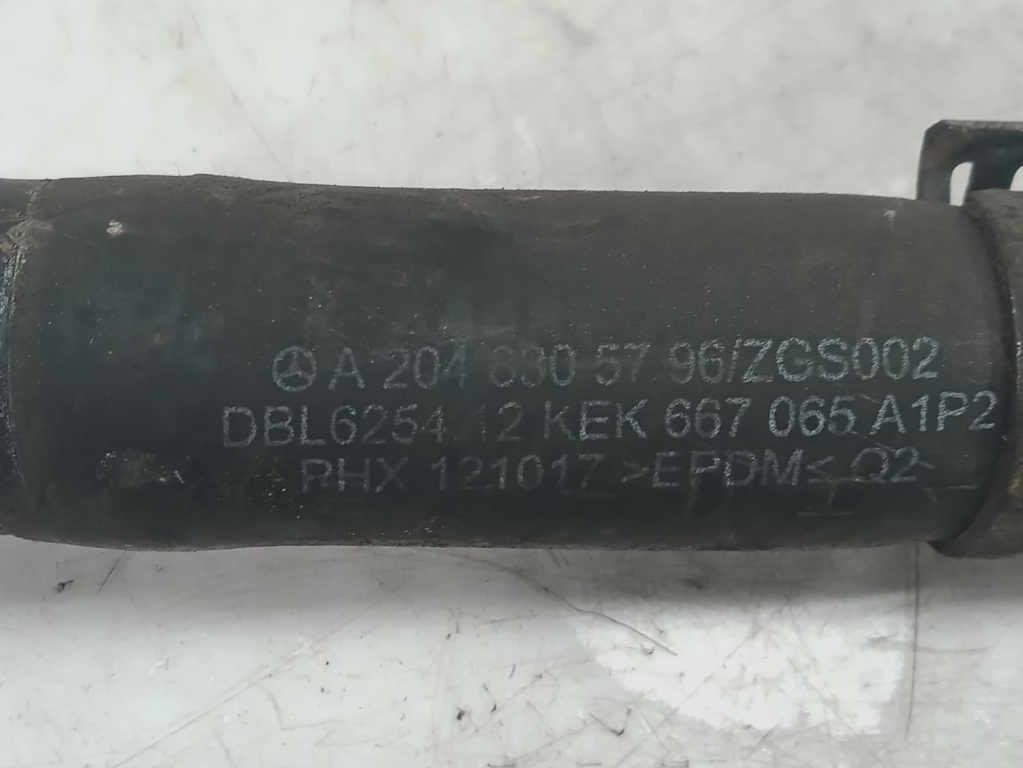 A 204 830 57 96/ZGS002
DBL6254.12 KEK 667 065 A1P2
PHX 121017 >EPDM< Q2